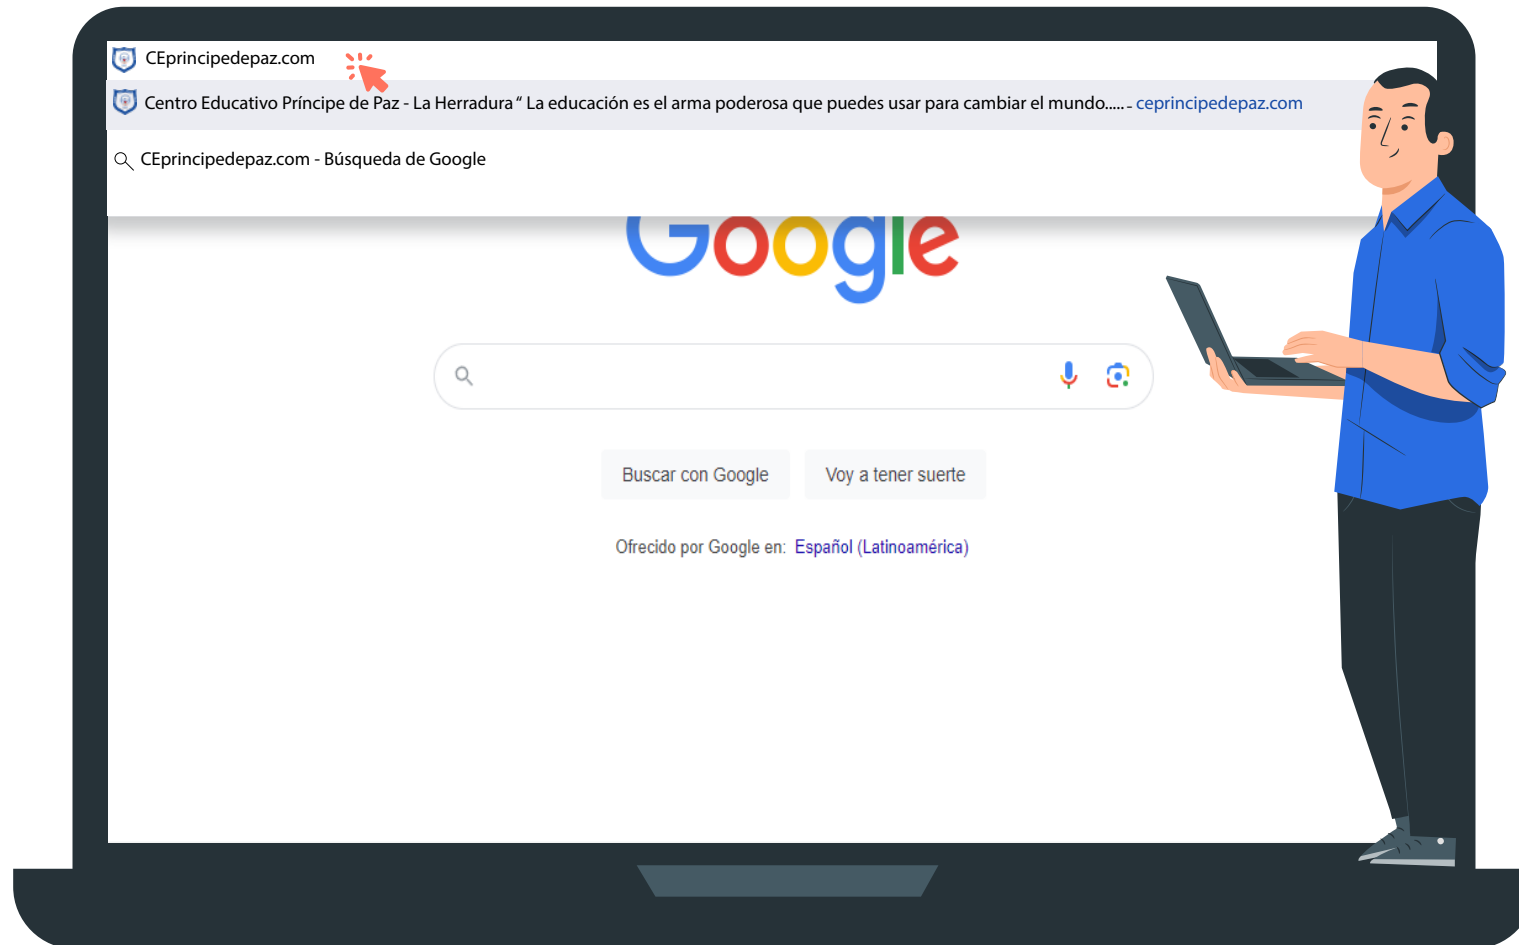 CEprincipedepaz.com
Centro Educativo Príncipe de Paz - La Herradura “ La educación es el arma poderosa que puedes usar para cambiar el mundo..... - ceprincipedepaz.com
CEprincipedepaz.com - Búsqueda de Google
Google
Buscar con Google
Voy a tener suerte
Ofrecido por Google en: Español (Latinoamérica)